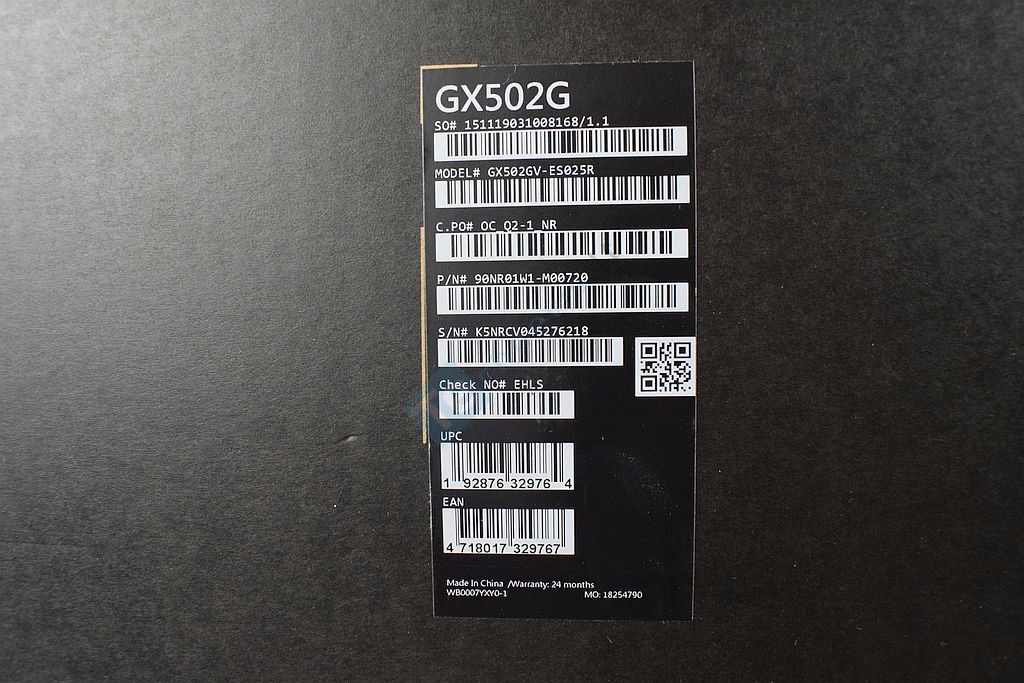 GX502G
SO# 151119031008168/1.1
MODEL# GX502GV-ES025R
C.PO# OC Q2-1 NR
P/N# 90NR01W1-M00720
S/N# K5NRCV045276218
Check NO# EHLS
UPC
1 92876 32976 4
EAN
4 718017 329767
Made In China /Warranty: 24 months
WB0007YXY0-1 MO: 18254790